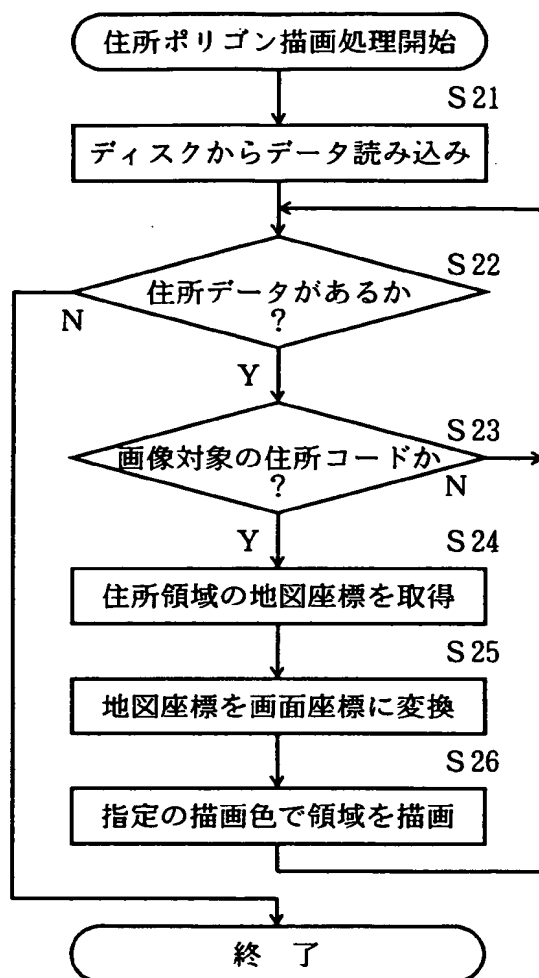 住所ポリゴン描画処理開始
S21
ディスクからデータ読み込み
S22
住所データがあるか
?
N
Y
S23
画像対象の住所コードか
?
N
Y
S24
住所領域の地図座標を取得
S25
地図座標を画面座標に変換
S26
指定の描画色で領域を描画
終 了